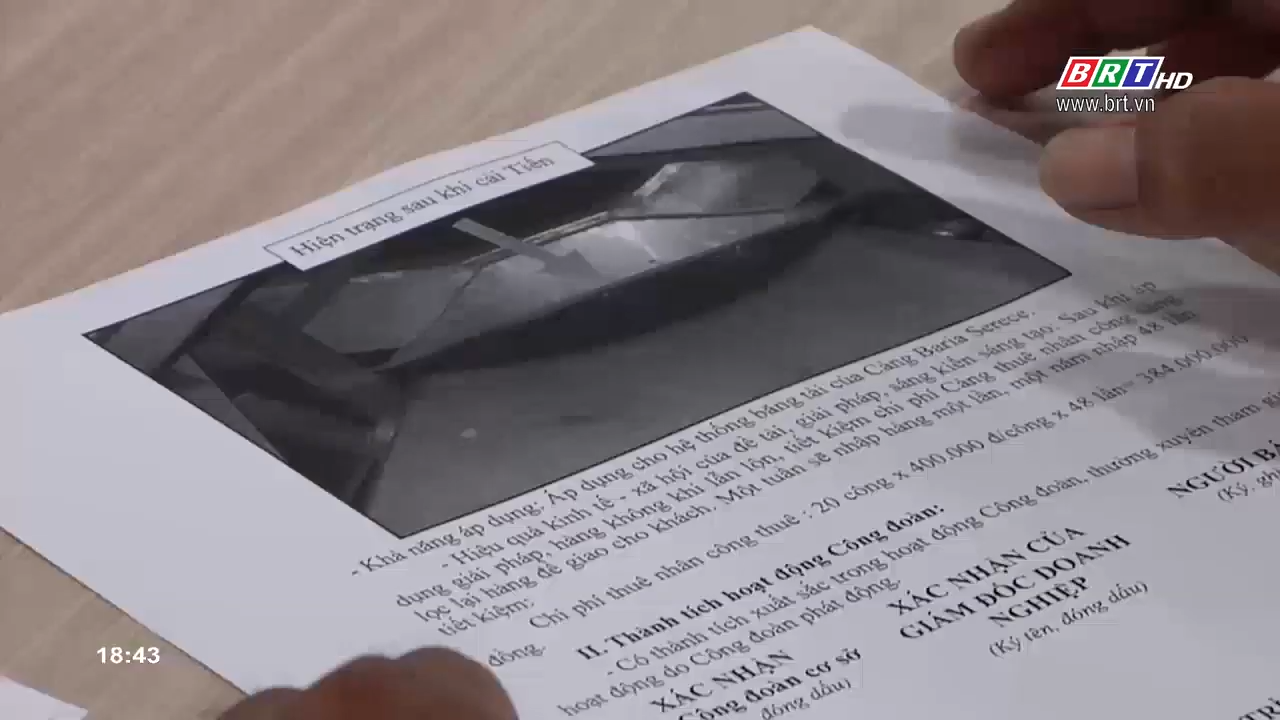 BRT HD
www.brt.vn
Hiện trạng sau khi cải Tiến
- Khả năng áp dụng: Áp dụng cho hệ thống băng tải của Cảng Baria Serece.
- Hiệu quả kinh tế - xã hội của đề tài, giải pháp, sáng kiến sáng tạo: Sau khi áp
dụng giải pháp, hàng không khi lẫn lộn, tiết kiệm chi phí Cảng thuê nhân công
lọc lại hàng để giao cho khách. Một tuần sẽ nhập hàng một lần, một năm nhập 48 lần
tiết kiệm:
Chi phí thuê nhân công thuê : 20 công x 400.000 đ/công x 48 lần= 384.000.000
đồng.
II. Thành tích hoạt động Công đoàn:
- Có thành tích xuất sắc trong hoạt động Công đoàn, thường xuyên tham gi
hoạt động do Công đoàn phát động.
XÁC NHẬN
Công đoàn cơ sở
đóng dấu)
XÁC NHẬN CỦA
GIÁM ĐỐC DOANH
NGHIỆP
(Ký tên, đóng dấu)
NGƯỜI BÁ
(Ký, gh
18:43